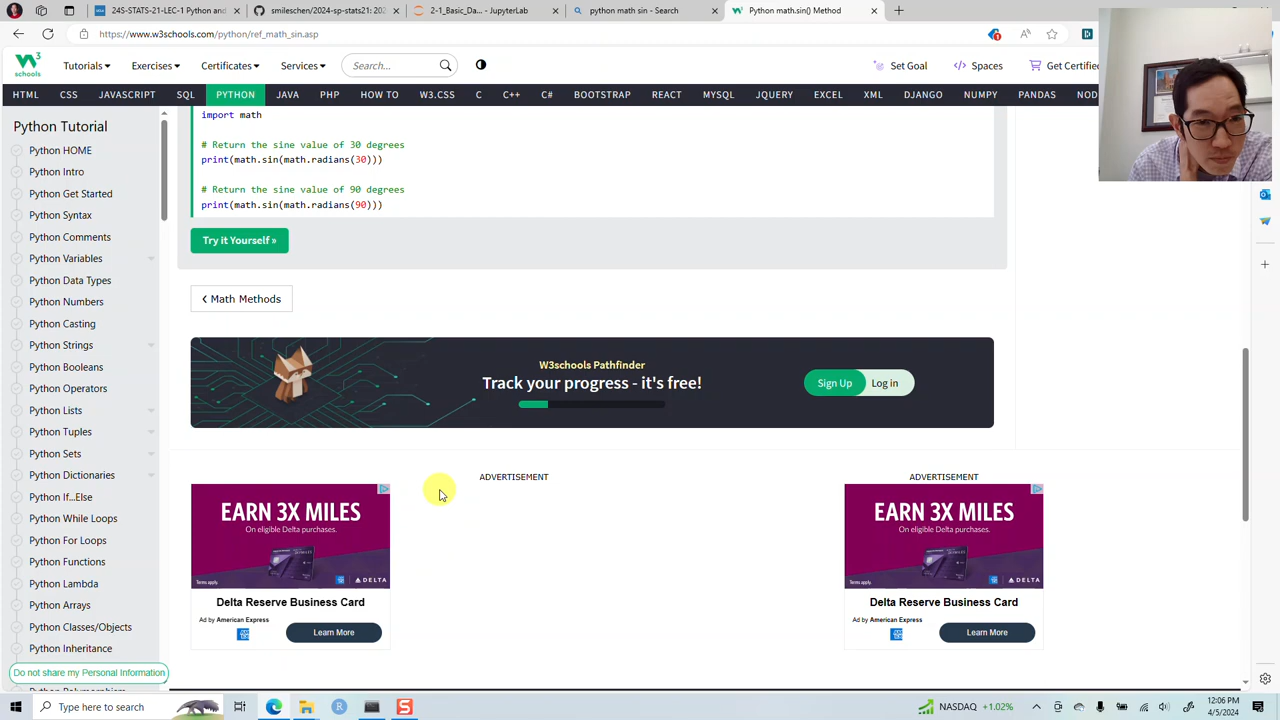 24S-STATS-21-LEC-1 Python and
smileschen/2024-spd-stats21: 202
2-1_Basic_Da... - JupyterLab
python math sin - Search
Python math.sin() Method
https://www.w3schools.com/python/ref_math_sin.asp
W3 schools
Tutorials
Exercises
Certificates
Services
Search...
Set Goal
Spaces
Get Certified
HTML CSS JAVASCRIPT SQL PYTHON JAVA PHP HOW TO W3.CSS C C++ C# BOOTSTRAP REACT MYSQL JQUERY EXCEL XML DJANGO NUMPY PANDAS NOD
Python Tutorial
Python HOME
Python Intro
Python Get Started
Python Syntax
Python Comments
Python Variables
Python Data Types
Python Numbers
Python Casting
Python Strings
Python Booleans
Python Operators
Python Lists
Python Tuples
Python Sets
Python Dictionaries
Python If...Else
Python While Loops
Python For Loops
Python Functions
Python Lambda
Python Arrays
Python Classes/Objects
Python Inheritance
Do not share my Personal Information
import math
# Return the sine value of 30 degrees
print(math.sin(math.radians(30)))
# Return the sine value of 90 degrees
print(math.sin(math.radians(90)))
Try it Yourself »
❮ Math Methods
W3schools Pathfinder
Track your progress - it's free!
Sign Up
Log in
ADVERTISEMENT
EARN 3X MILES
On eligible Delta purchases.
Terms apply.
DELTA
Delta Reserve Business Card
Ad by American Express
Learn More
ADVERTISEMENT
EARN 3X MILES
On eligible Delta purchases.
Terms apply.
DELTA
Delta Reserve Business Card
Ad by American Express
Learn More
Type here to search
NASDAQ +1.02%
12:06 PM
4/5/2024